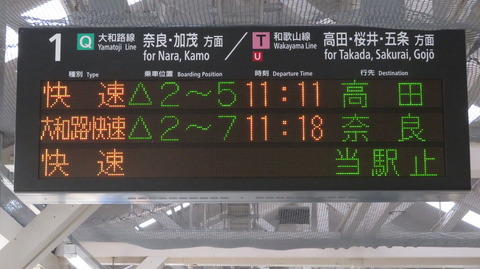 1 Q 大和路線 Yamatoji Line 奈良・加茂 方面 for Nara, Kamo / T U 和歌山線 Wakayama Line 高田・桜井・五条 方面 for Takada, Sakurai, Gojō
種別 Type 乗車位置 Boarding Position 時刻 Departure Time 行先 Destination
快速 △2〜5 11:11 高田
大和路快速 △2〜7 11:18 奈良
快速 当駅止